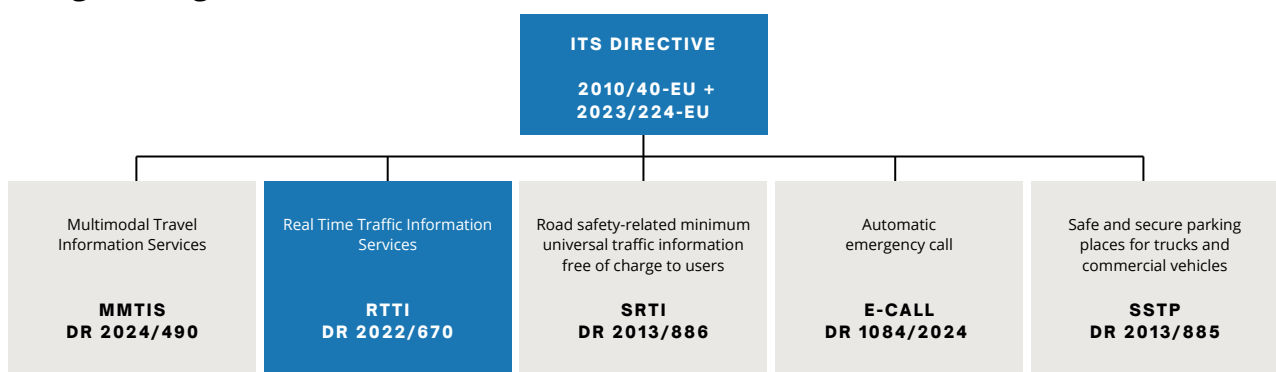 ITS DIRECTIVE
2010/40-EU +
2023/224-EU
Multimodal Travel
Information Services
MMTIS
DR 2024/490
Real Time Traffic Information
Services
RTTI
DR 2022/670
Road safety-related minimum
universal traffic information
free of charge to users
SRTI
DR 2013/886
Automatic
emergency call
E-CALL
DR 1084/2024
Safe and secure parking
places for trucks and
commercial vehicles
SSTP
DR 2013/885